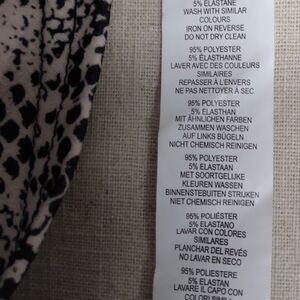 5% ELASTANE
WASH WITH SIMILAR
COLOURS
IRON ON REVERSE
DO NOT DRY CLEAN
95% POLYESTER
5% ÉLASTHANNE
LAVER AVEC DES COULEURS
SIMILAIRES
REPASSER À L'ENVERS
NE PAS NETTOYER À SEC
95% POLYESTER
5% ELASTHAN
MIT ÄHNLICHEN FARBEN
ZUSAMMEN WASCHEN
AUF LINKS BÜGELN
NICHT CHEMISCH REINIGEN
95% POLYESTER
5% ELASTAAN
MET SOORTGELIJKE
KLEUREN WASSEN
BINNENSTEBUITEN STRIJKEN
NIET CHEMISCH REINIGEN
95% POLIÉSTER
5% ELASTANO
LAVAR CON COLORES
SIMILARES
PLANCHAR DEL REVÉS
NO LAVAR EN SECO
95% POLIESTERE
5% ELASTAN
LAVARE IL CAPO CON
COLORI SIMILI